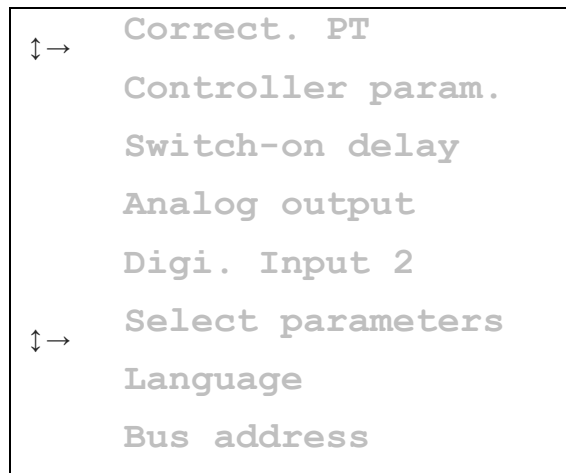 ↕→ Correct. PT
Controller param.
Switch-on delay
Analog output
Digi. Input 2
↕→ Select parameters
Language
Bus address